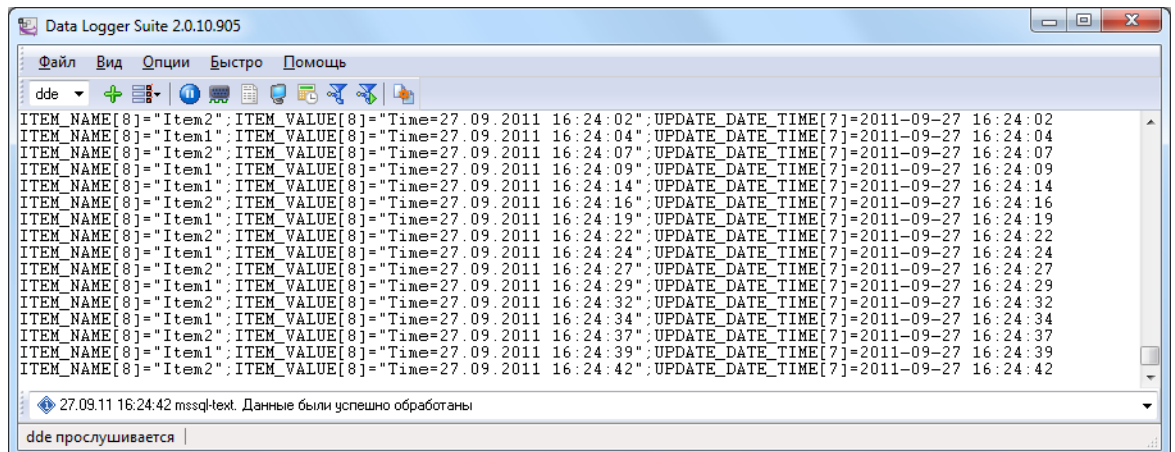 Data Logger Suite 2.0.10.905
Файл Вид Опции Быстро Помощь
dde
ITEM_NAME[8]="Item2";ITEM_VALUE[8]="Time=27.09.2011 16:24:02";UPDATE_DATE_TIME[7]=2011-09-27 16:24:02
ITEM_NAME[8]="Item1";ITEM_VALUE[8]="Time=27.09.2011 16:24:04";UPDATE_DATE_TIME[7]=2011-09-27 16:24:04
ITEM_NAME[8]="Item2";ITEM_VALUE[8]="Time=27.09.2011 16:24:07";UPDATE_DATE_TIME[7]=2011-09-27 16:24:07
ITEM_NAME[8]="Item1";ITEM_VALUE[8]="Time=27.09.2011 16:24:09";UPDATE_DATE_TIME[7]=2011-09-27 16:24:09
ITEM_NAME[8]="Item1";ITEM_VALUE[8]="Time=27.09.2011 16:24:14";UPDATE_DATE_TIME[7]=2011-09-27 16:24:14
ITEM_NAME[8]="Item2";ITEM_VALUE[8]="Time=27.09.2011 16:24:16";UPDATE_DATE_TIME[7]=2011-09-27 16:24:16
ITEM_NAME[8]="Item1";ITEM_VALUE[8]="Time=27.09.2011 16:24:19";UPDATE_DATE_TIME[7]=2011-09-27 16:24:19
ITEM_NAME[8]="Item2";ITEM_VALUE[8]="Time=27.09.2011 16:24:22";UPDATE_DATE_TIME[7]=2011-09-27 16:24:22
ITEM_NAME[8]="Item1";ITEM_VALUE[8]="Time=27.09.2011 16:24:24";UPDATE_DATE_TIME[7]=2011-09-27 16:24:24
ITEM_NAME[8]="Item2";ITEM_VALUE[8]="Time=27.09.2011 16:24:27";UPDATE_DATE_TIME[7]=2011-09-27 16:24:27
ITEM_NAME[8]="Item1";ITEM_VALUE[8]="Time=27.09.2011 16:24:29";UPDATE_DATE_TIME[7]=2011-09-27 16:24:29
ITEM_NAME[8]="Item2";ITEM_VALUE[8]="Time=27.09.2011 16:24:32";UPDATE_DATE_TIME[7]=2011-09-27 16:24:32
ITEM_NAME[8]="Item1";ITEM_VALUE[8]="Time=27.09.2011 16:24:34";UPDATE_DATE_TIME[7]=2011-09-27 16:24:34
ITEM_NAME[8]="Item2";ITEM_VALUE[8]="Time=27.09.2011 16:24:37";UPDATE_DATE_TIME[7]=2011-09-27 16:24:37
ITEM_NAME[8]="Item1";ITEM_VALUE[8]="Time=27.09.2011 16:24:39";UPDATE_DATE_TIME[7]=2011-09-27 16:24:39
ITEM_NAME[8]="Item2";ITEM_VALUE[8]="Time=27.09.2011 16:24:42";UPDATE_DATE_TIME[7]=2011-09-27 16:24:42
27.09.11 16:24:42 mssql-text. Данные были успешно обработаны
dde прослушивается